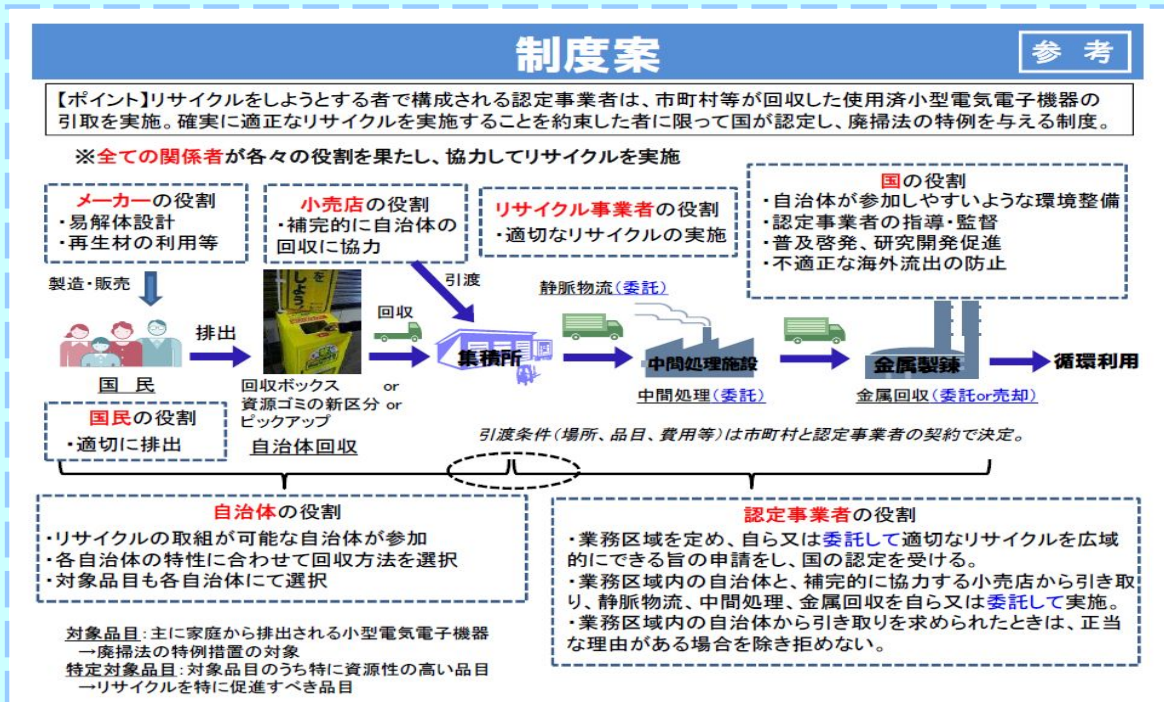 制度案
参 考
【ポイント】リサイクルをしようとする者で構成される認定事業者は、市町村等が回収した使用済小型電気電子機器の
引取を実施。確実に適正なリサイクルを実施することを約束した者に限って国が認定し、廃掃法の特例を与える制度。
※全ての関係者が各々の役割を果たし、協力してリサイクルを実施
メーカーの役割
・易解体設計
・再生材の利用等
小売店の役割
・補完的に自治体の
回収に協力
リサイクル事業者の役割
・適切なリサイクルの実施
国の役割
・自治体が参加しやすいような環境整備
・認定事業者の指導・監督
・普及啓発、研究開発促進
・不適正な海外流出の防止
製造・販売
引渡
静脈物流(委託)
排出
回収
集積所
中間処理施設
金属製錬
循環利用
国 民
回収ボックス or
資源ゴミの新区分 or
ピックアップ
自治体回収
中間処理(委託)
金属回収(委託or売却)
国民の役割
・適切に排出
引渡条件(場所、品目、費用等)は市町村と認定事業者の契約で決定。
自治体の役割
・リサイクルの取組が可能な自治体が参加
・各自治体の特性に合わせて回収方法を選択
・対象品目も各自治体にて選択
認定事業者の役割
・業務区域を定め、自ら又は委託して適切なリサイクルを広域
的にできる旨の申請をし、国の認定を受ける。
・業務区域内の自治体と、補完的に協力する小売店から引き取
り、静脈物流、中間処理、金属回収を自ら又は委託して実施。
・業務区域内の自治体から引き取りを求められたときは、正当
な理由がある場合を除き拒めない。
対象品目:主に家庭から排出される小型電気電子機器
→廃掃法の特例措置の対象
特定対象品目:対象品目のうち特に資源性の高い品目
→リサイクルを特に促進すべき品目